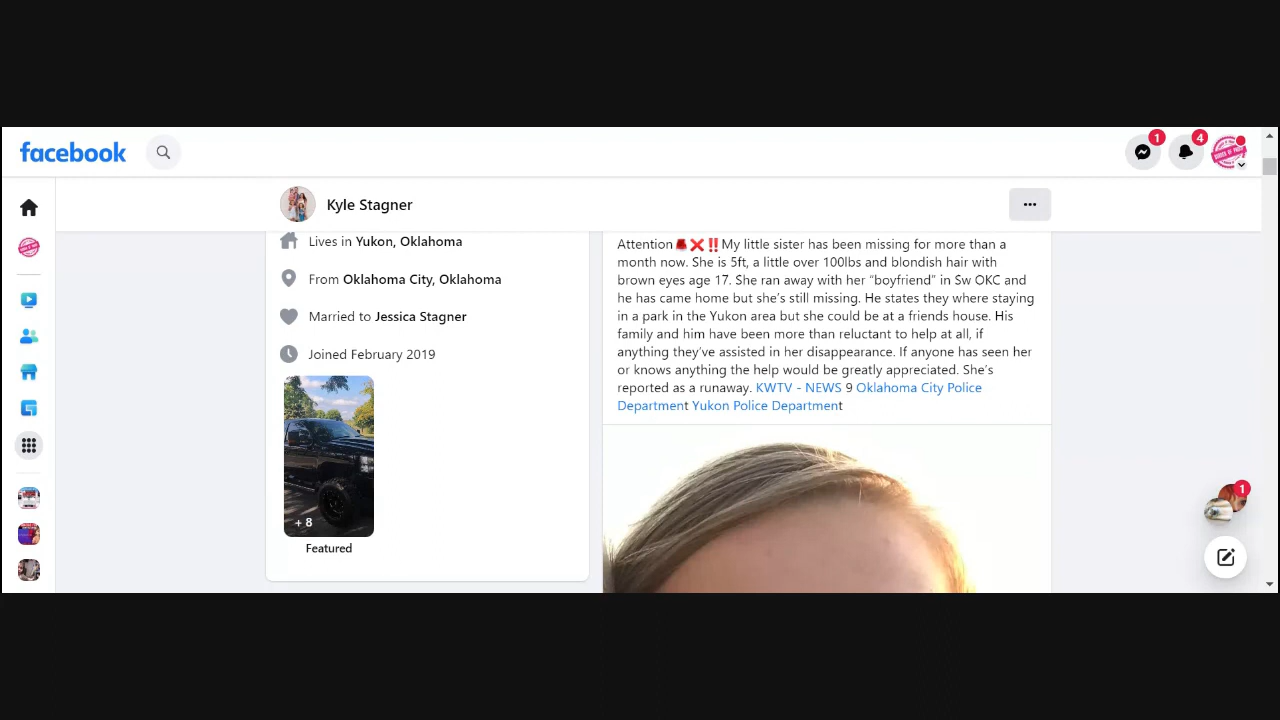 facebook
1
4
Kyle Stagner
Lives in Yukon, Oklahoma
From Oklahoma City, Oklahoma
Married to Jessica Stagner
Joined February 2019
+ 8
Featured
Attention🚨❌‼️My little sister has been missing for more than a
month now. She is 5ft, a little over 100lbs and blondish hair with
brown eyes age 17. She ran away with her “boyfriend” in Sw OKC and
he has came home but she’s still missing. He states they where staying
in a park in the Yukon area but she could be at a friends house. His
family and him have been more than reluctant to help at all, if
anything they’ve assisted in her disappearance. If anyone has seen her
or knows anything the help would be greatly appreciated. She’s
reported as a runaway. KWTV - NEWS 9 Oklahoma City Police
Department Yukon Police Department
1